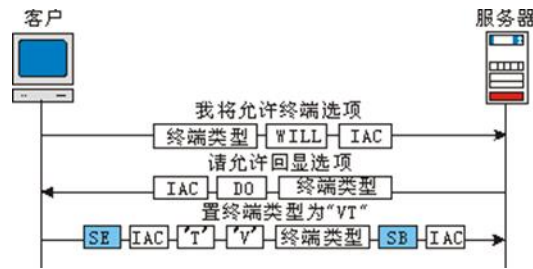 客户
服务器
我将允许终端选项
终端类型 WILL IAC
请允许回显选项
IAC DO 终端类型
置终端类型为“VT”
SE IAC 'T' 'V' 终端类型 SB IAC